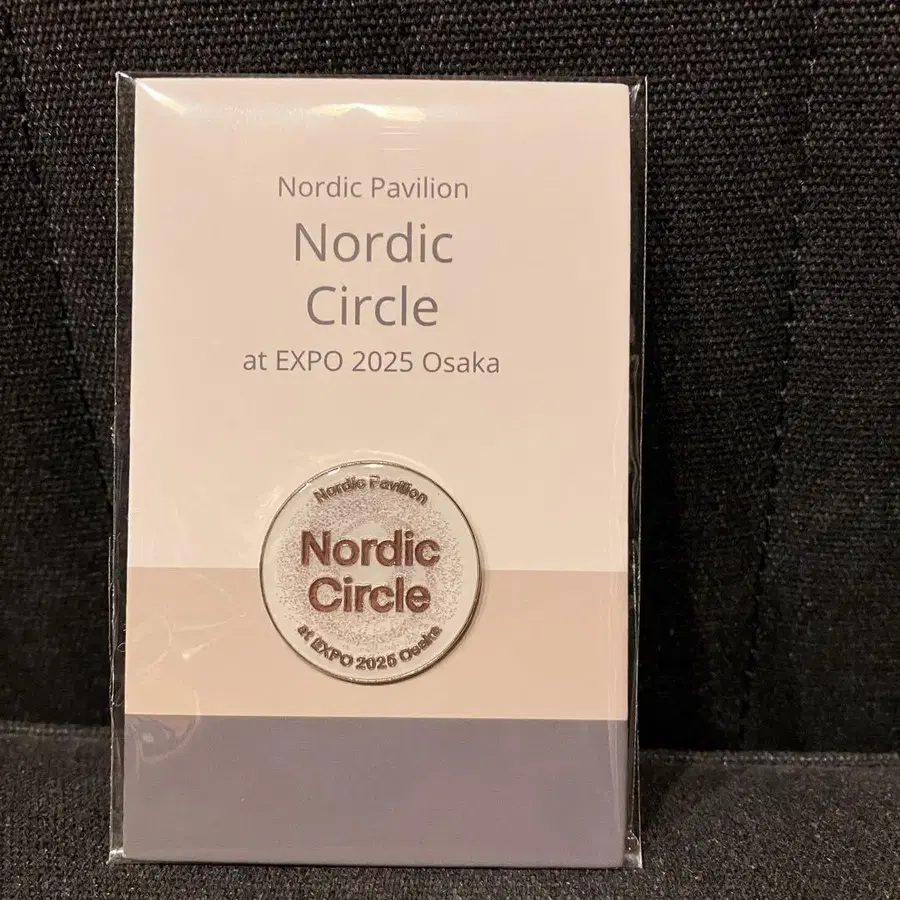 Nordic Pavilion
Nordic
Circle
at EXPO 2025 Osaka
Nordic Pavilion
Nordic
Circle
at EXPO 2025 Osaka